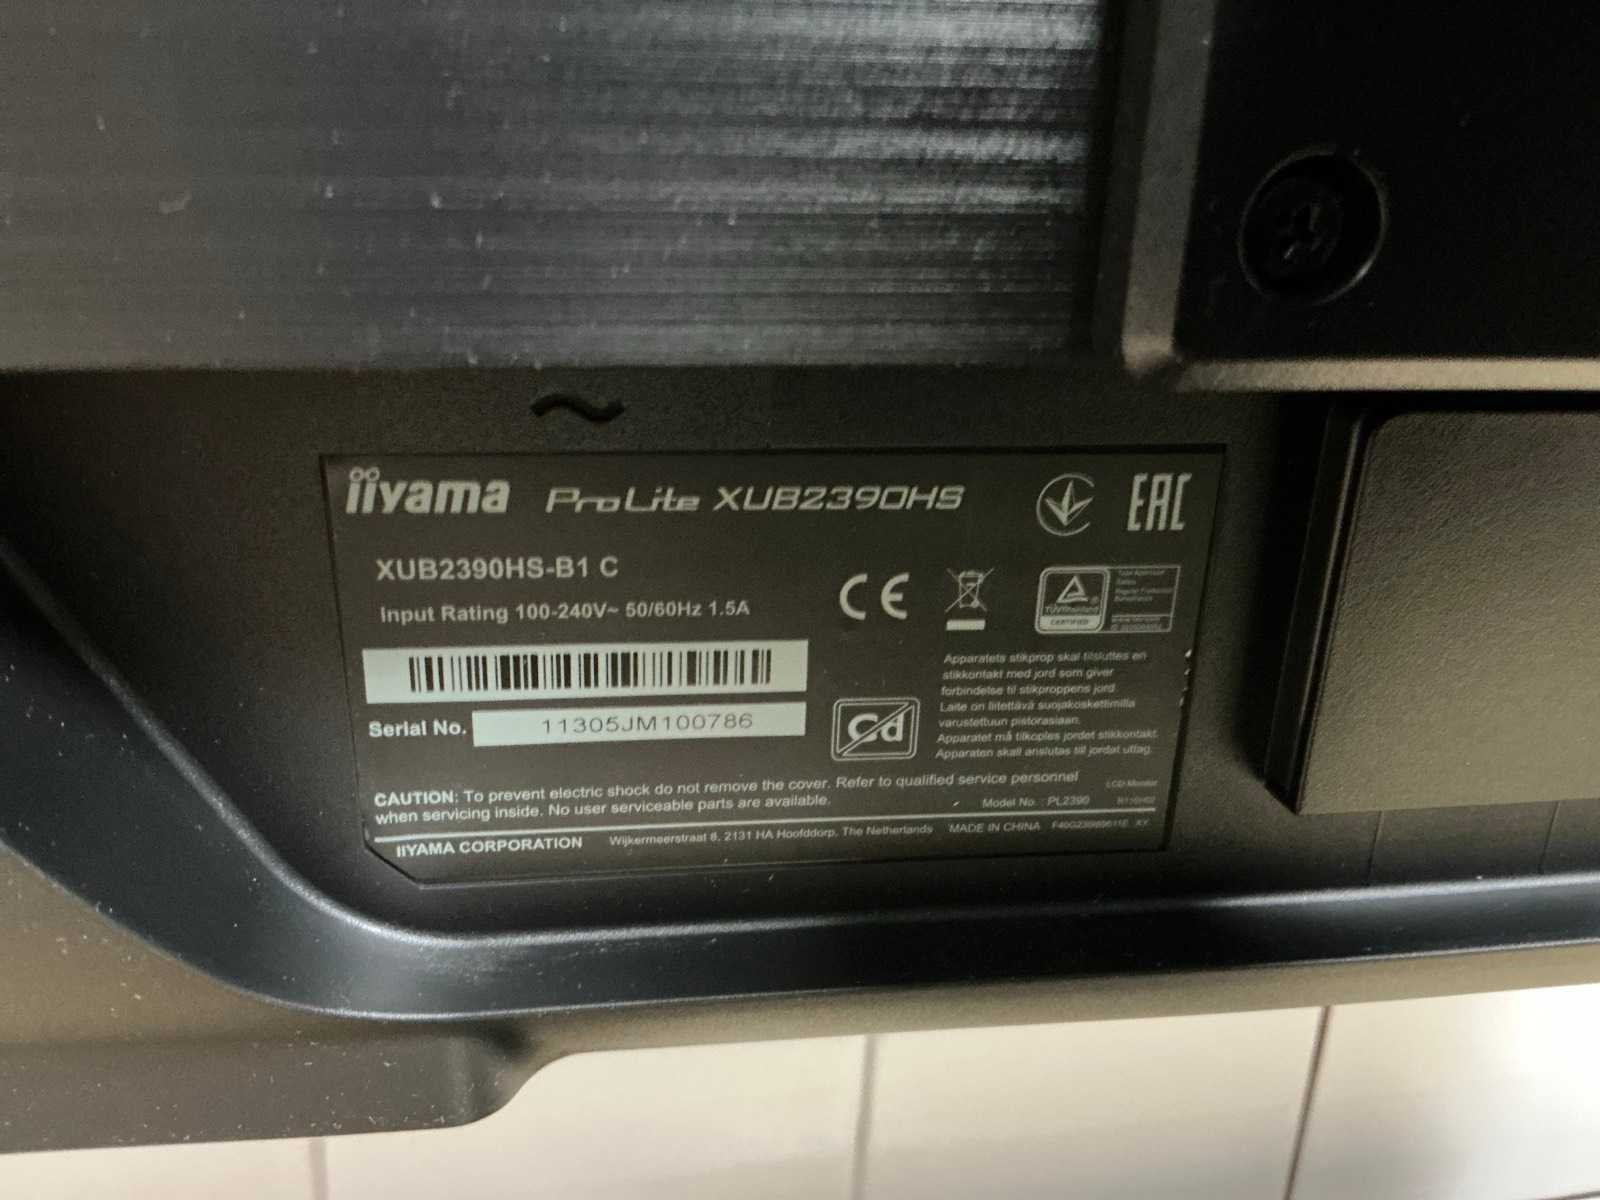 iiyama ProLite XUB2390HS EAC
XUB2390HS-B1 C
Input Rating 100-240V~ 50/60Hz 1.5A
CE
TÜVRheinland
CERTIFIED
Serial No. 11305JM100786
Cd
Apparatets stikprop skal tilsluttes en
stikkontakt med jord som giver
forbindelse til stikproppens jord.
Laite on liitettävä suojakoskettimilla
varustettuun pistorasiaan.
Apparatet må tilkoples jordet stikkontakt.
Apparaten skall anslutas till jordat uttag.
CAUTION: To prevent electric shock do not remove the cover. Refer to qualified service personnel
when servicing inside. No user serviceable parts are available.
LCD Monitor
Model No. : PL2390
IIYAMA CORPORATION Wijkermeerstraat 8, 2131 HA Hoofddorp, The Netherlands MADE IN CHINA